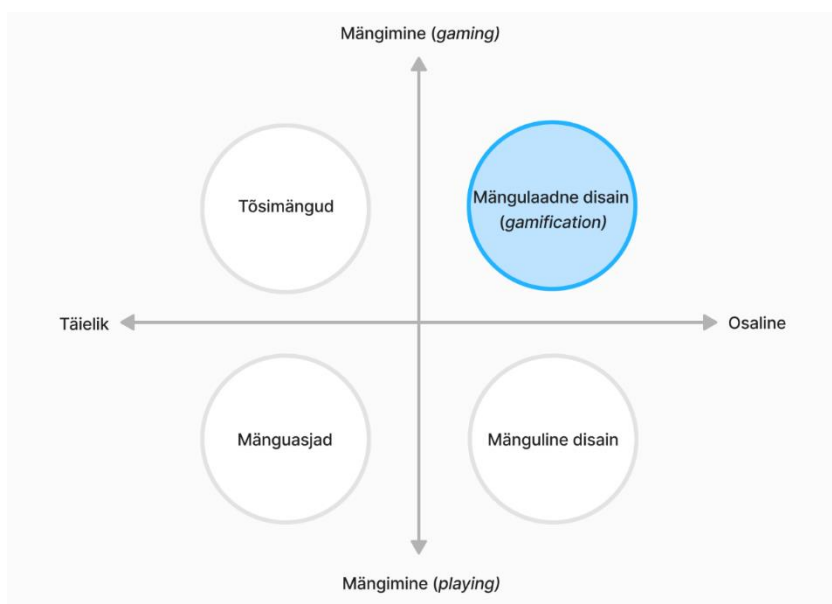 Mängimine (gaming)
Tõsimängud
Mängulaadne disain
(gamification)
Täielik
Osaline
Mänguasjad
Mänguline disain
Mängimine (playing)